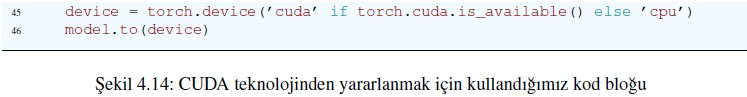 45 device = torch.device('cuda' if torch.cuda.is_available() else 'cpu')
46 model.to(device)
Şekil 4.14: CUDA teknolojinden yararlanmak için kullandığımız kod bloğu